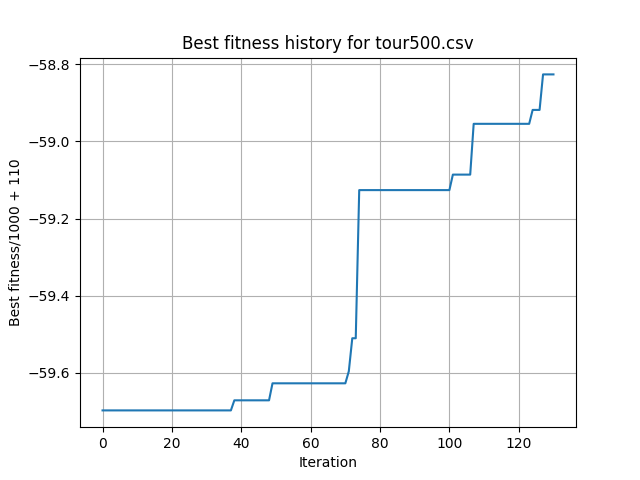 Best fitness history for tour500.csv
Best fitness/1000 + 110
−58.8
−59.0
−59.2
−59.4
−59.6
0 20 40 60 80 100 120
Iteration